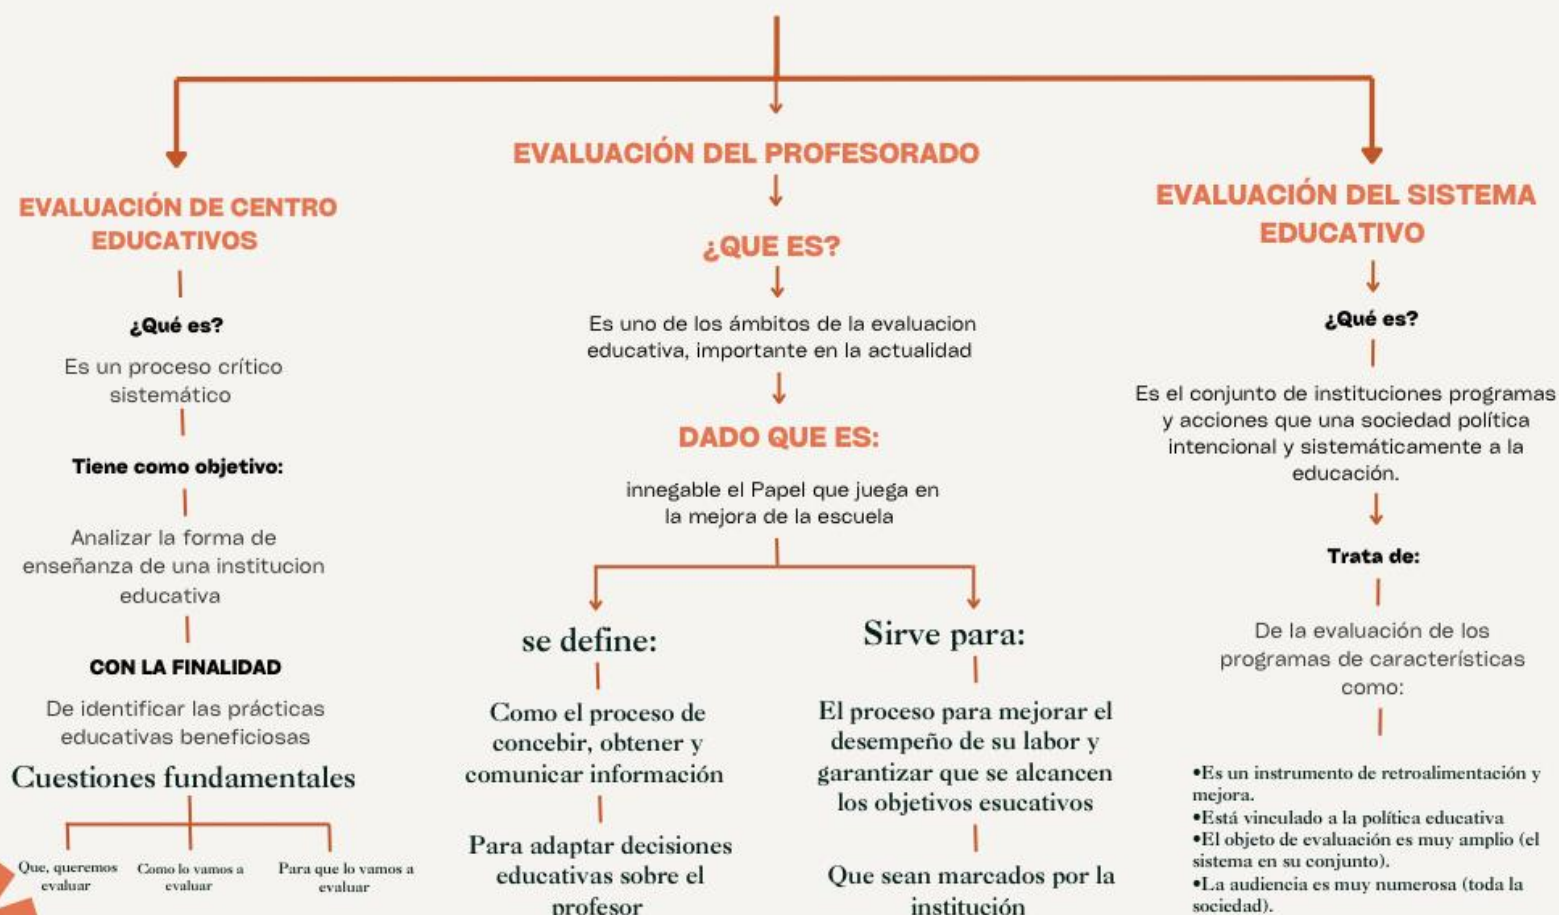 EVALUACIÓN DE CENTRO
EDUCATIVOS
¿Qué es?
Es un proceso crítico
sistemático
Tiene como objetivo:
Analizar la forma de
enseñanza de una institucion
educativa
CON LA FINALIDAD
De identificar las prácticas
educativas beneficiosas
Cuestiones fundamentales
Que, queremos
evaluar
Como lo vamos a
evaluar
Para que lo vamos a
evaluar
EVALUACIÓN DEL PROFESORADO
¿QUE ES?
Es uno de los ámbitos de la evaluacion
educativa, importante en la actualidad
DADO QUE ES:
innegable el Papel que juega en
la mejora de la escuela
se define:
Como el proceso de
concebir, obtener y
comunicar información
Para adaptar decisiones
educativas sobre el
profesor
Sirve para:
El proceso para mejorar el
desempeño de su labor y
garantizar que se alcancen
los objetivos esucativos
Que sean marcados por la
institución
EVALUACIÓN DEL SISTEMA
EDUCATIVO
¿Qué es?
Es el conjunto de instituciones programas
y acciones que una sociedad política
intencional y sistemáticamente a la
educación.
Trata de:
De la evaluación de los
programas de características
como:
•Es un instrumento de retroalimentación y
mejora.
•Está vinculado a la política educativa
•El objeto de evaluación es muy amplio (el
sistema en su conjunto).
•La audiencia es muy numerosa (toda la
sociedad).